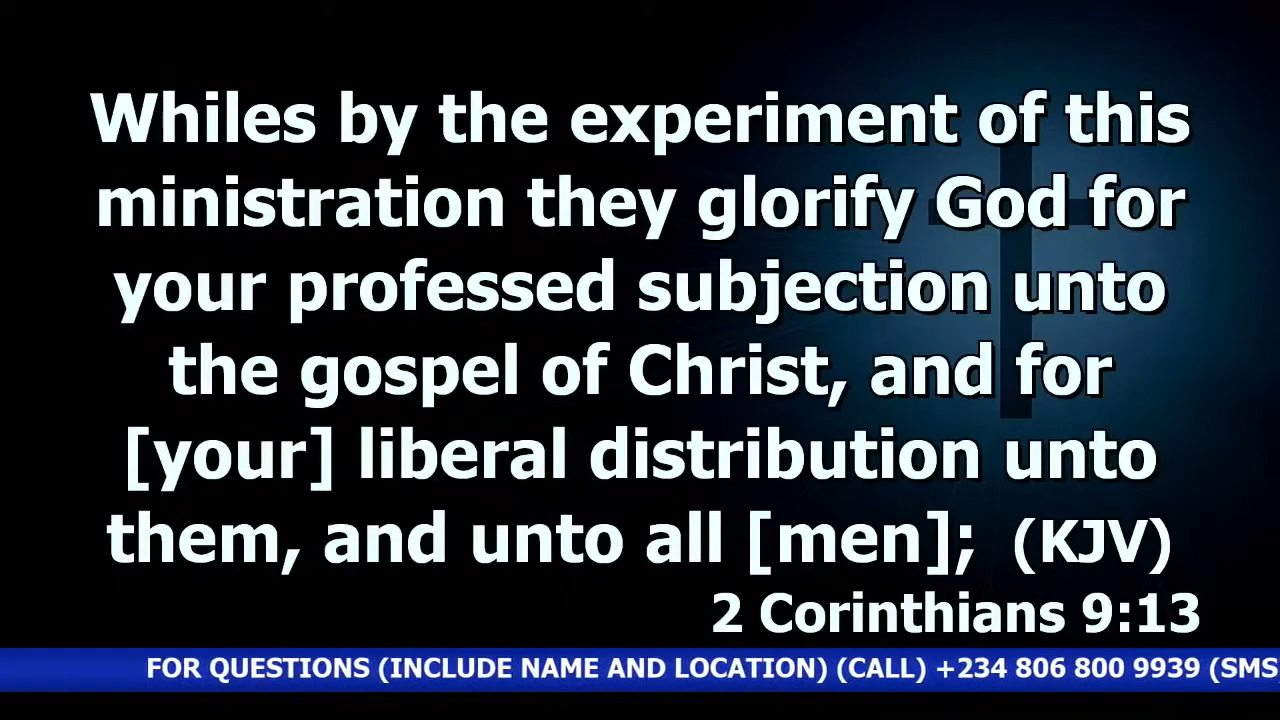 Whiles by the experiment of this
ministration they glorify God for
your professed subjection unto
the gospel of Christ, and for
[your] liberal distribution unto
them, and unto all [men]; (KJV)
2 Corinthians 9:13
FOR QUESTIONS (INCLUDE NAME AND LOCATION) (CALL) +234 806 800 9939 (SMS